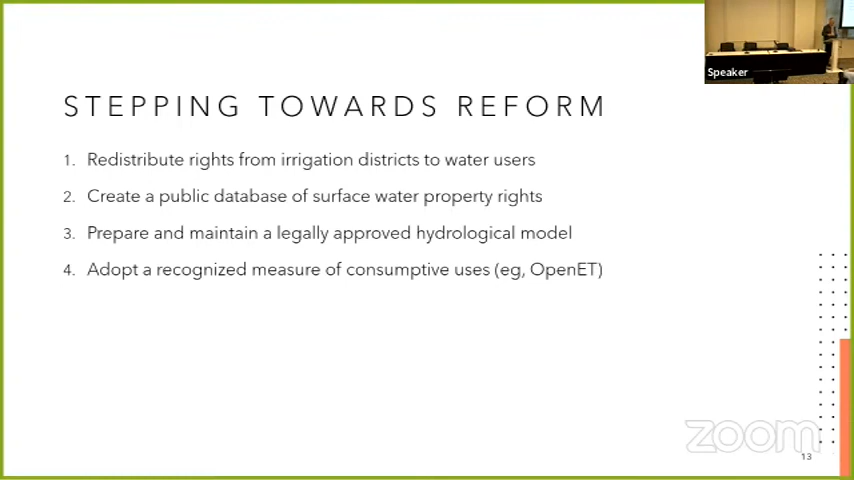 Speaker
STEPPING TOWARDS REFORM
1. Redistribute rights from irrigation districts to water users
2. Create a public database of surface water property rights
3. Prepare and maintain a legally approved hydrological model
4. Adopt a recognized measure of consumptive uses (eg, OpenET)
zoom
13